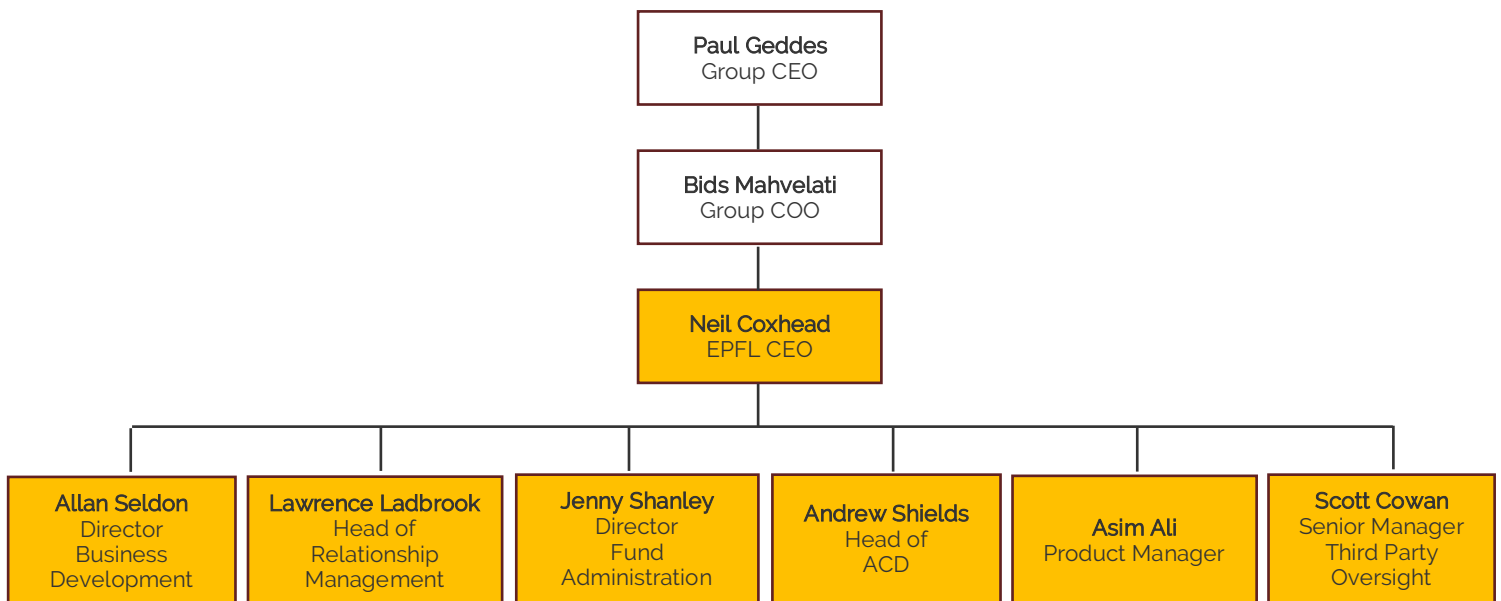 Paul Geddes
Group CEO
Bids Mahvelati
Group COO
Neil Coxhead
EPFL CEO
Allan Seldon
Director
Business
Development
Lawrence Ladbrook
Head of
Relationship
Management
Jenny Shanley
Director
Fund
Administration
Andrew Shields
Head of
ACD
Asim Ali
Product Manager
Scott Cowan
Senior Manager
Third Party
Oversight